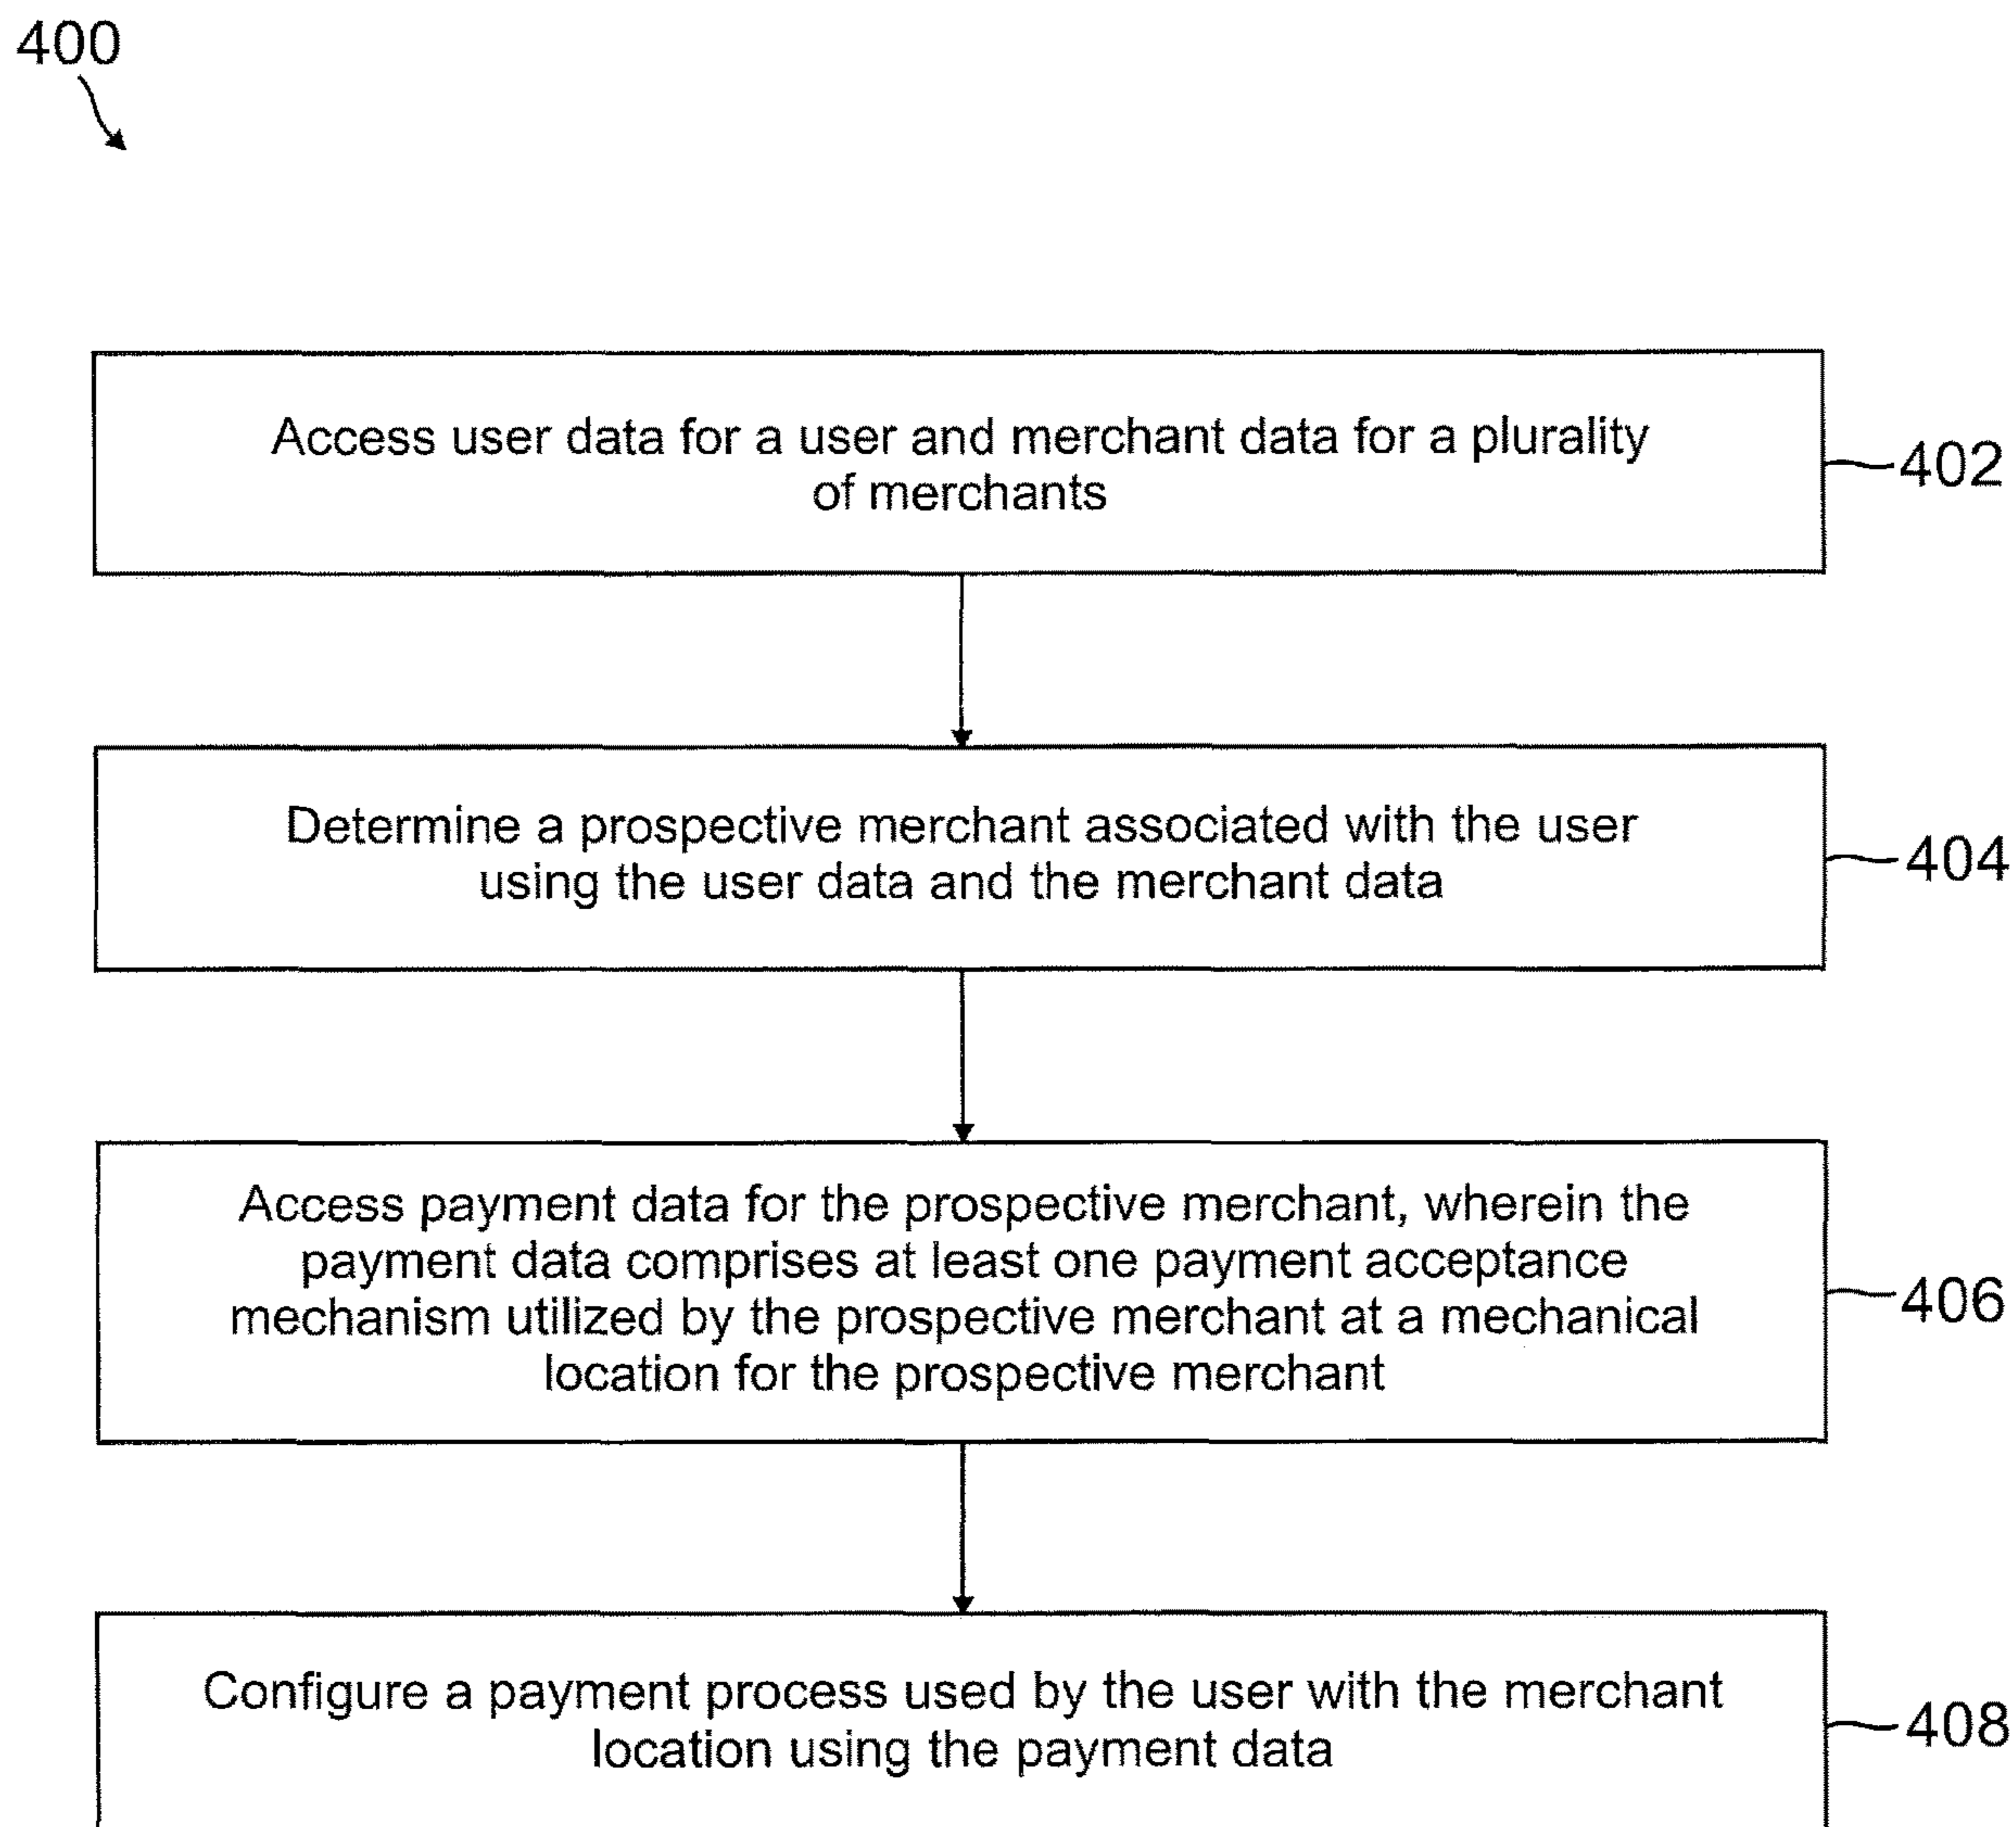 400
Access user data for a user and merchant data for a plurality
of merchants
402
Determine a prospective merchant associated with the user
using the user data and the merchant data
404
Access payment data for the prospective merchant, wherein the
payment data comprises at least one payment acceptance
mechanism utilized by the prospective merchant at a mechanical
location for the prospective merchant
406
Configure a payment process used by the user with the merchant
location using the payment data
408